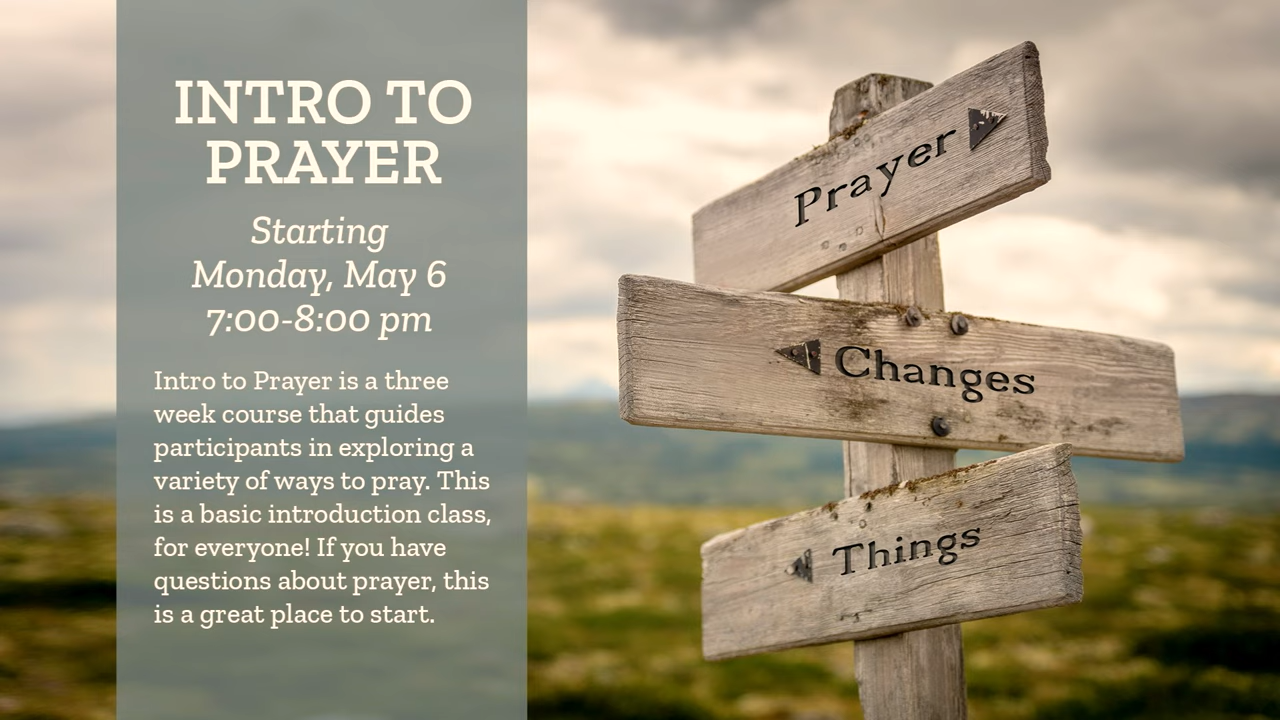 INTRO TO
PRAYER
Starting
Monday, May 6
7:00-8:00 pm
Intro to Prayer is a three
week course that guides
participants in exploring a
variety of ways to pray. This
is a basic introduction class,
for everyone! If you have
questions about prayer, this
is a great place to start.
Prayer
Changes
Things